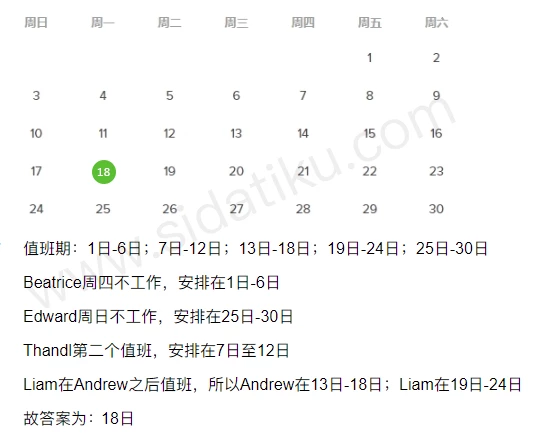 周日 周一 周二 周三 周四 周五 周六
1 2
3 4 5 6 7 8 9
10 11 12 13 14 15 16
17 18 19 20 21 22 23
24 25 26 27 28 29 30
值班期：1日-6日；7日-12日；13日-18日；19日-24日；25日-30日
Beatrice周四不工作，安排在1日-6日
Edward周日不工作，安排在25日-30日
Thandl第二个值班，安排在7日至12日
Liam在Andrew之后值班，所以Andrew在13日-18日；Liam在19日-24日
故答案为：18日
www.sidatiku.com